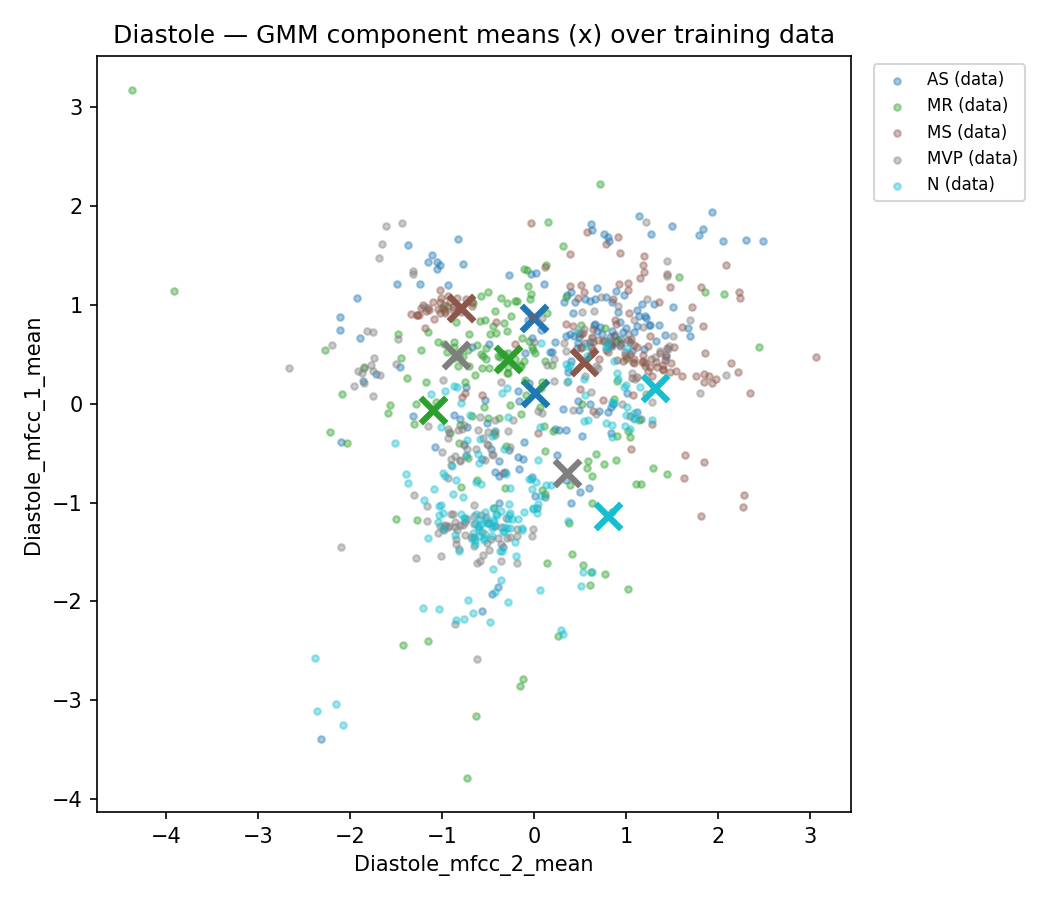 Diastole — GMM component means (x) over training data
AS (data)
MR (data)
MS (data)
MVP (data)
N (data)
Diastole_mfcc_1_mean
3
2
1
0
−1
−2
−3
−4
−4
−3
−2
−1
0
1
2
3
Diastole_mfcc_2_mean